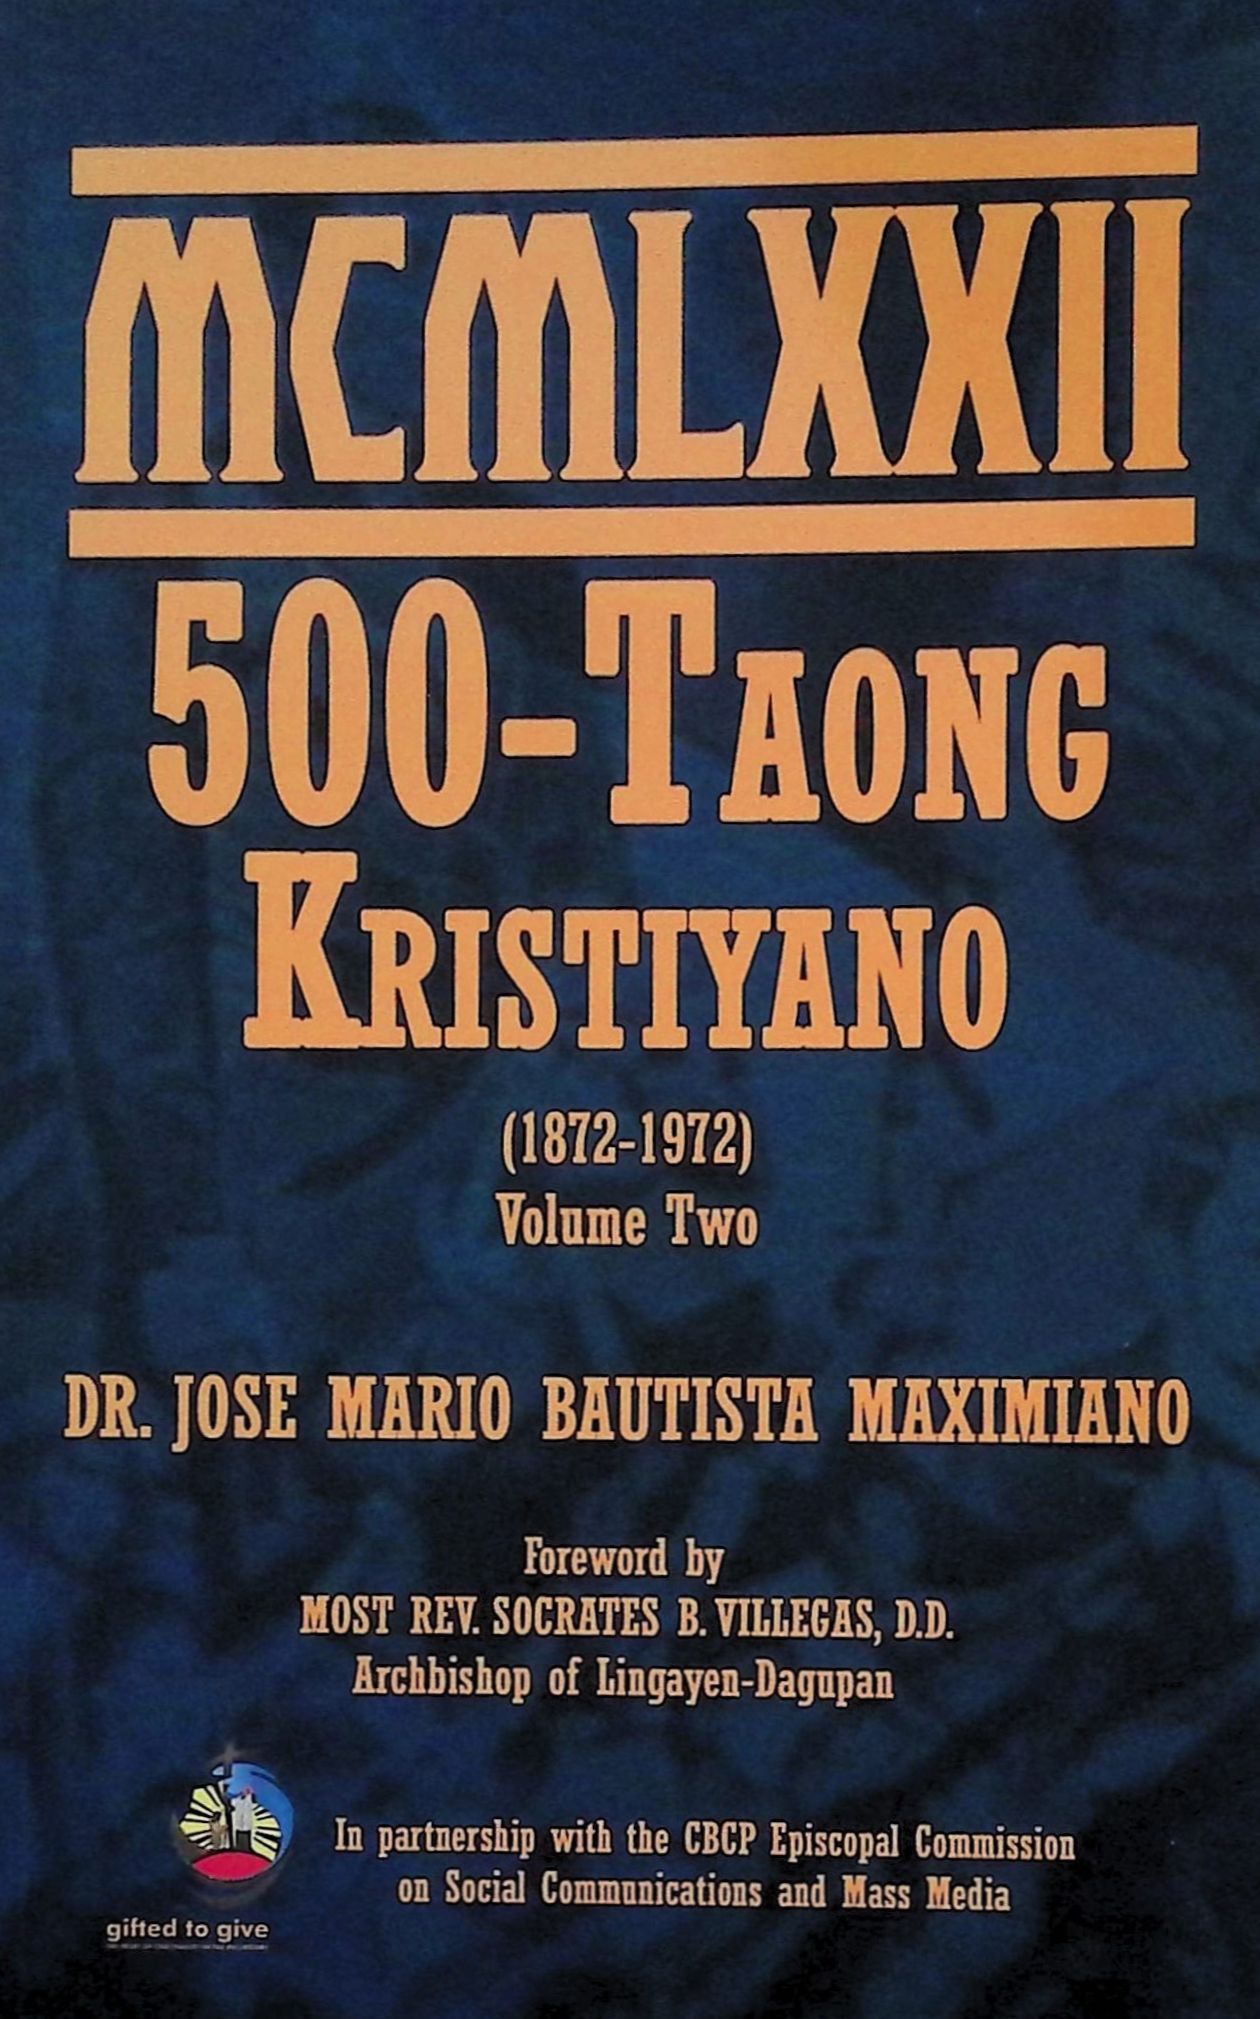 MCMLXXII
500-TAONG
KRISTIYANO
(1872-1972)
Volume Two
DR. JOSE MARIO BAUTISTA MAXIMIANO
Foreword by
MOST REV. SOCRATES B. VILLEGAS, D.D.
Archbishop of Lingayen-Dagupan
In partnership with the CBCP Episcopal Commission
on Social Communications and Mass Media
gifted to give